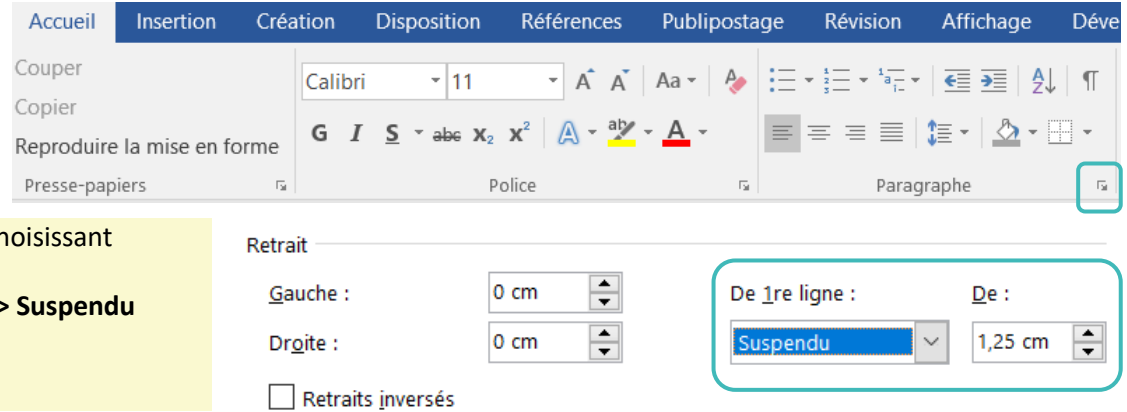 Accueil Insertion Création Disposition Références Publipostage Révision Affichage Déve
Couper
Copier
Reproduire la mise en forme
Calibri 11 A A Aa
G I S abc X₂ X² A aby A
Presse-papiers Police Paragraphe
noisissant
> Suspendu
Retrait
Gauche : 0 cm
Droite : 0 cm
Retraits inversés
De 1re ligne : De :
Suspendu 1,25 cm